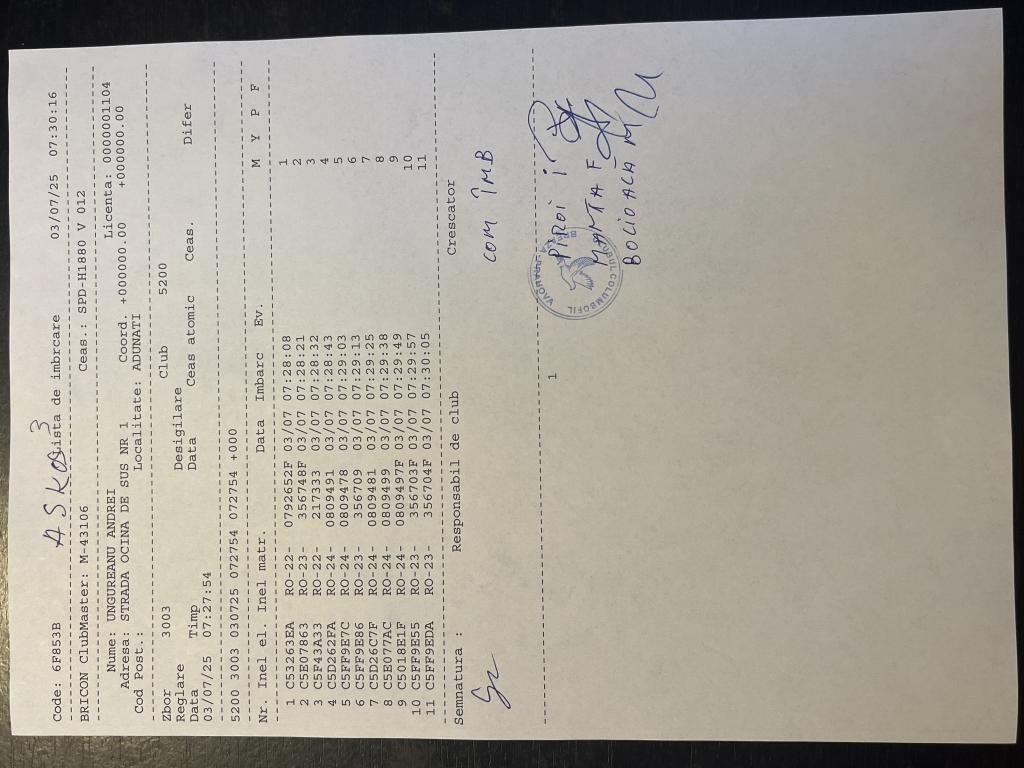 ASKO 3
Code: 6F853B Lista de imbrcare 03/07/25 07:30:16
BRICON ClubMaster: M-43106 Ceas.: SPD-H1880 V 012
Nume: UNGUREANU ANDREI Licenta: 0000001104
Adresa: STRADA OCINA DE SUS NR 1 Coord. +000000.00 +000000.00
Cod Post.: Localitate: ADUNATI
Zbor 3003 Club 5200
Reglare Desigilare
Data Timp Data Ceas atomic Ceas. Difer
03/07/25 07:27:54
5200 3003 030725 072754 072754 +000
Nr. Inel el. Inel matr. Data Imbarc Ev. M Y P F
1 C53263EA RO-22- 0792652F 03/07 07:28:08 1
2 C5E07863 RO-23- 356748F 03/07 07:28:21 2
3 C5F43A33 RO-22- 217333 03/07 07:28:32 3
4 C5D262FA RO-24- 0809491 03/07 07:28:43 4
5 C5FF9E7C RO-24- 0809478 03/07 07:29:03 5
6 C5FF9E86 RO-23- 356709 03/07 07:29:13 6
7 C5D26C7F RO-24- 0809481 03/07 07:29:25 7
8 C5E077AC RO-24- 0809499 03/07 07:29:38 8
9 C5018E1F RO-24- 0809497F 03/07 07:29:49 9
10 C5FF9E55 RO-23- 356703F 03/07 07:29:57 10
11 C5FF9EDA RO-23- 356704F 03/07 07:30:05 11
Semnatura : Responsabil de club Crescator
COM ÎMB
1
PIROI I
MANTA F
BOCIOACA M